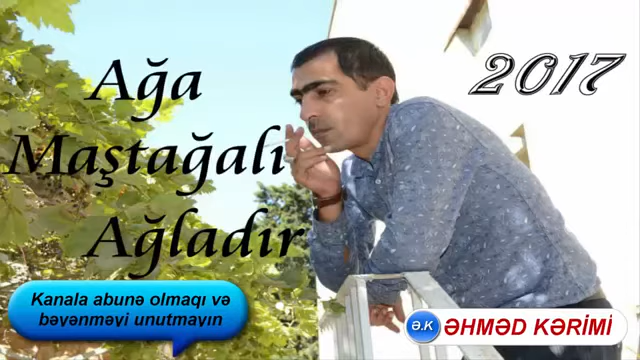 Ağa
2017
Maştağalı
Ağladır
Kanala abunə olmaqı və
bəyənməyi unutmayın
Ə.K ƏHMƏD KƏRİMİ